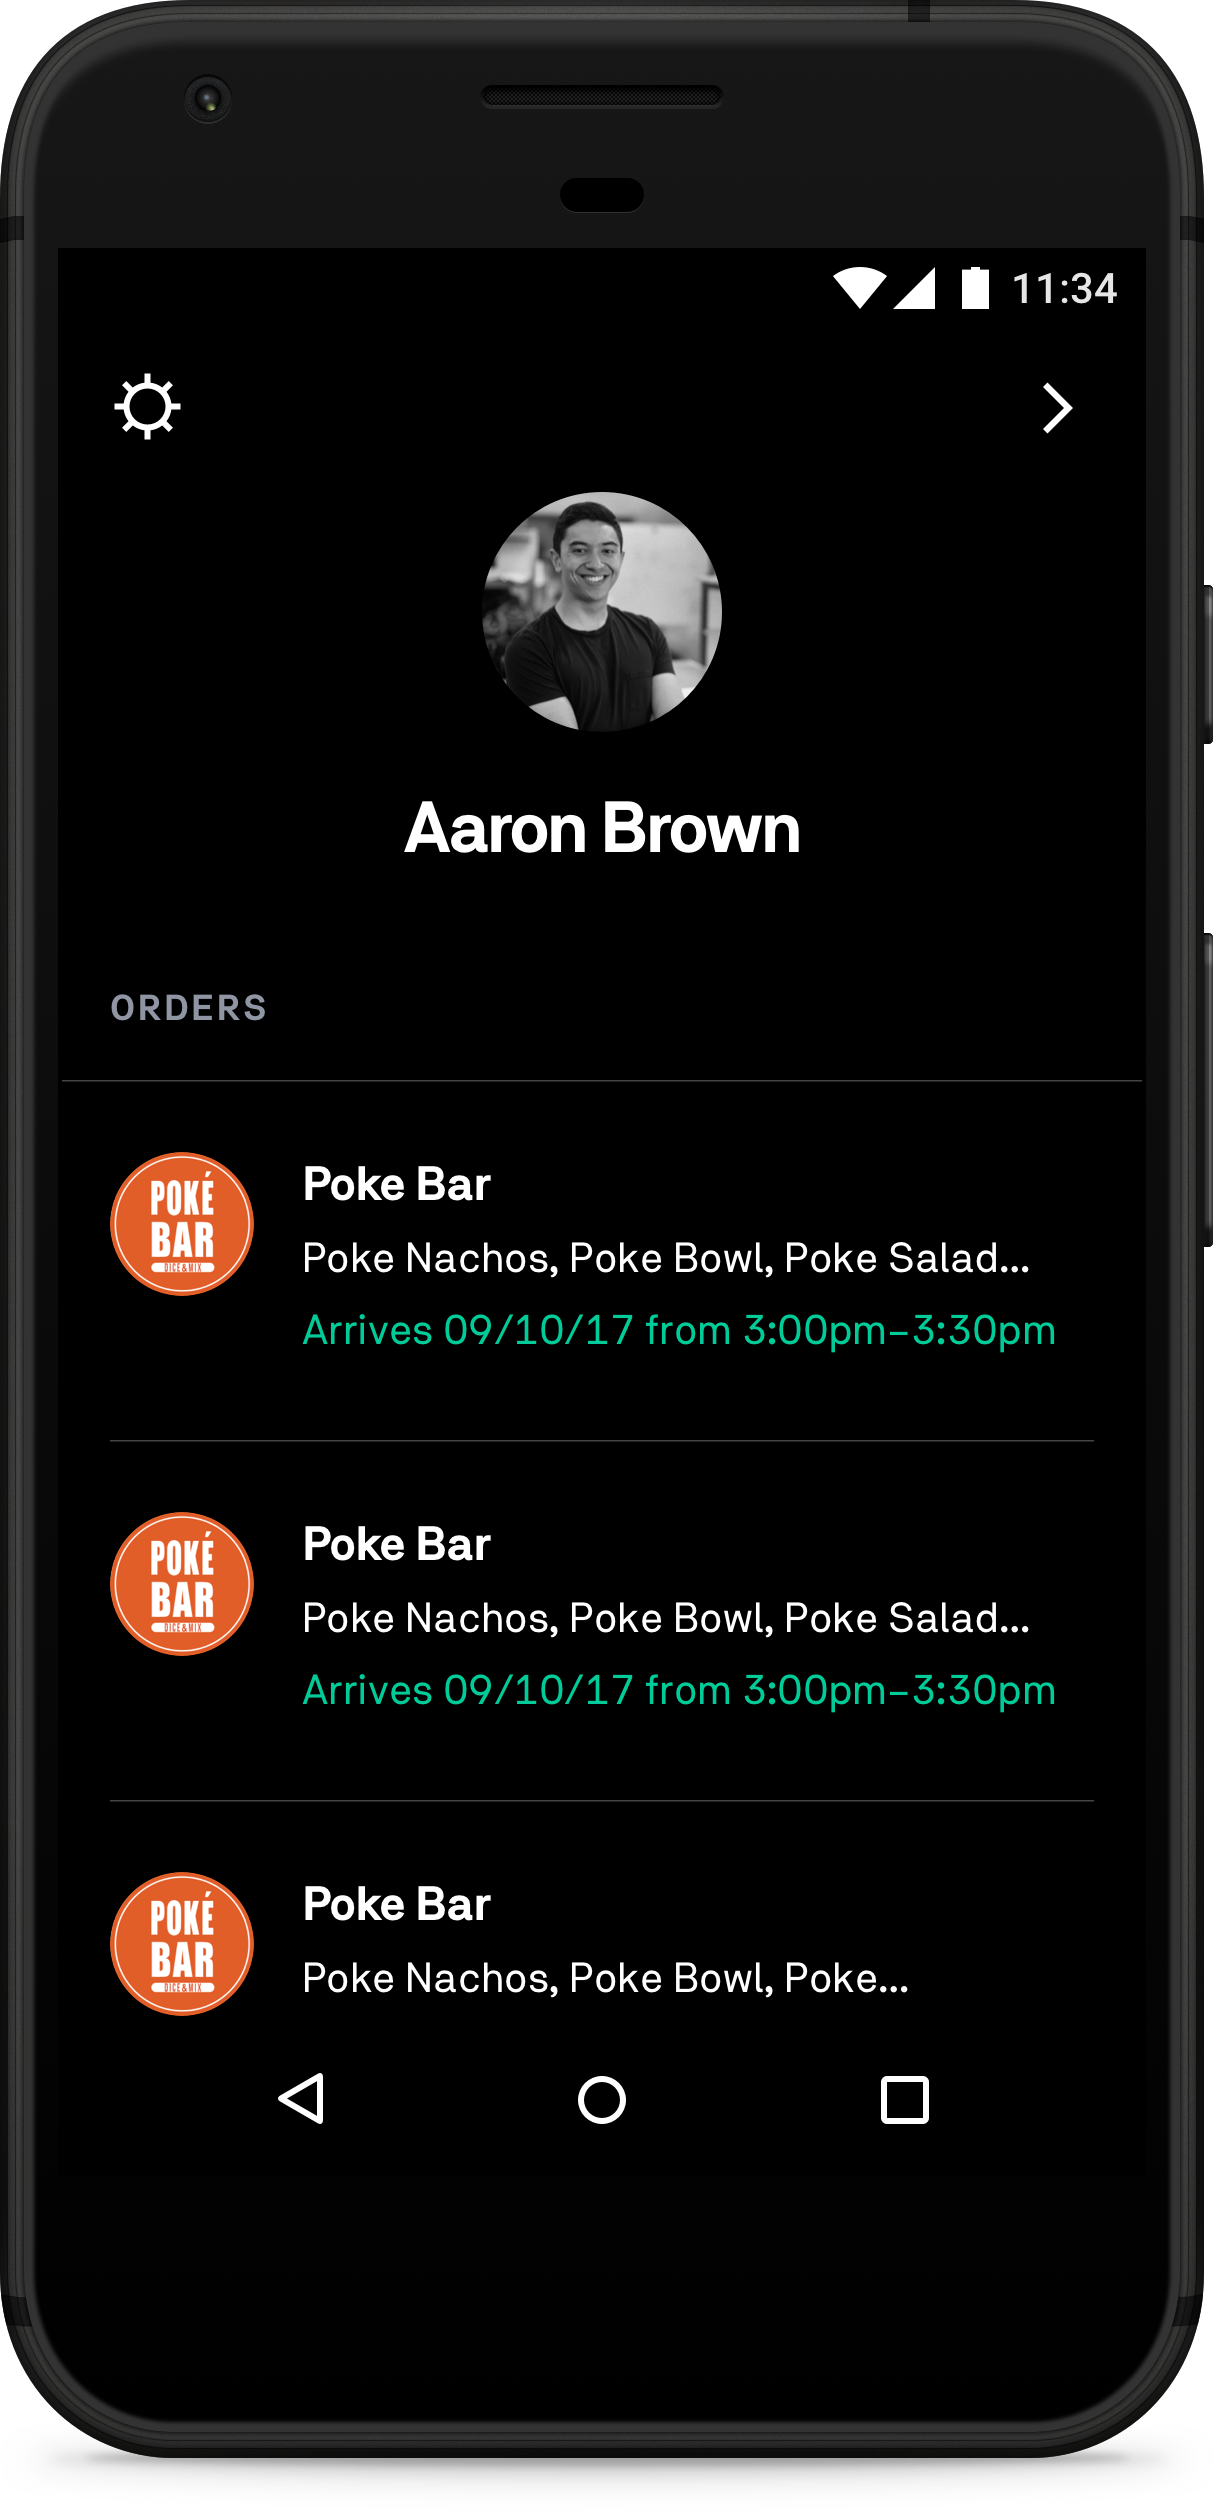 11:34
Aaron Brown
ORDERS
POKÉ
BAR
DICE&MIX
Poke Bar
Poke Nachos, Poke Bowl, Poke Salad...
Arrives 09/10/17 from 3:00pm–3:30pm
POKÉ
BAR
DICE&MIX
Poke Bar
Poke Nachos, Poke Bowl, Poke Salad...
Arrives 09/10/17 from 3:00pm–3:30pm
POKÉ
BAR
DICE&MIX
Poke Bar
Poke Nachos, Poke Bowl, Poke...